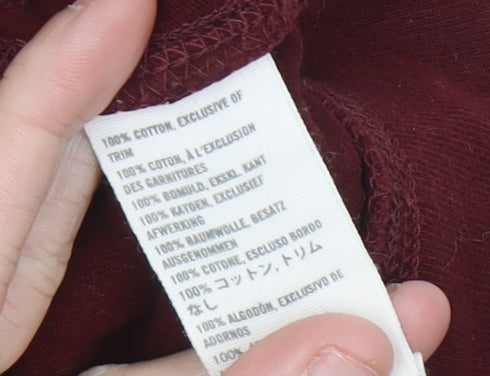 100% COTTON, EXCLUSIVE OF
TRIM
100% COTON, À L'EXCLUSION
DES GARNITURES
100% BOMULD, EKSKL. KANT
100% KATOEN, EXCLUSIEF
AFWERKING
100% BAUMWOLLE, BESATZ
AUSGENOMMEN
100% COTONE, ESCLUSO BORDO
100% コットン, トリム
なし
100% ALGODÓN, EXCLUSIVO DE
ADORNOS
100%